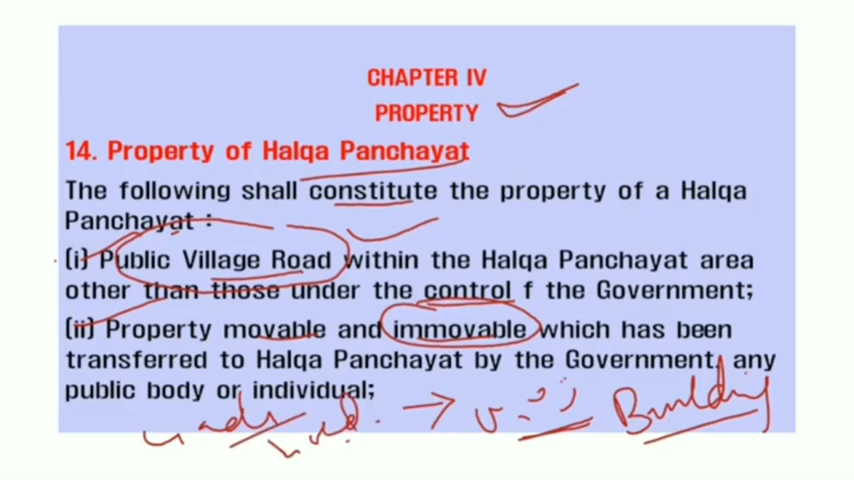 CHAPTER IV
PROPERTY
14. Property of Halqa Panchayat
The following shall constitute the property of a Halqa
Panchayat :
(i) Public Village Road within the Halqa Panchayat area
other than those under the control f the Government;
(ii) Property movable and immovable which has been
transferred to Halqa Panchayat by the Government, any
public body or individual;
Building